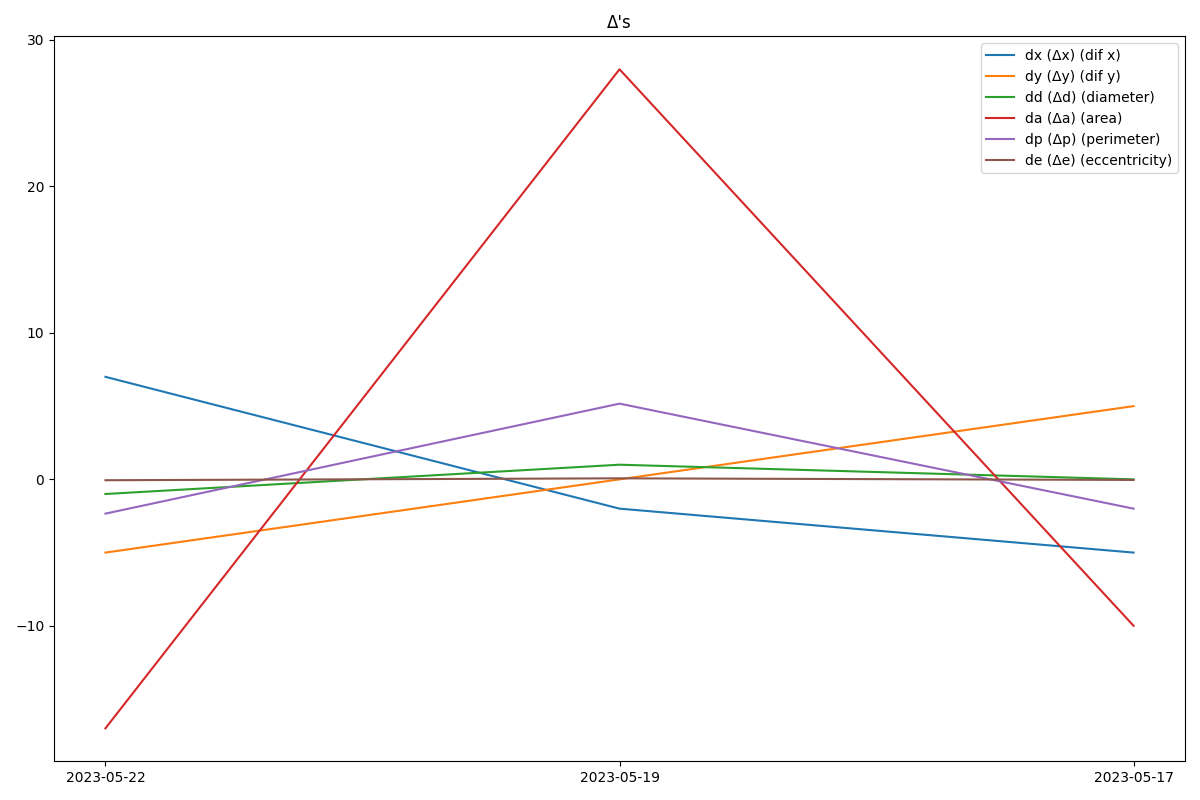 Δ's
30
20
10
0
−10
dx (Δx) (dif x)
dy (Δy) (dif y)
dd (Δd) (diameter)
da (Δa) (area)
dp (Δp) (perimeter)
de (Δe) (eccentricity)
2023-05-22
2023-05-19
2023-05-17